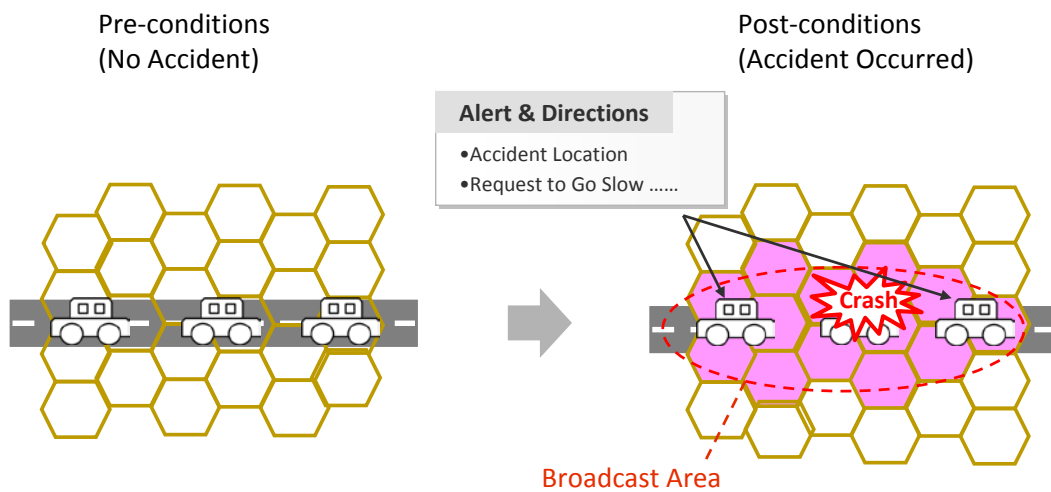 Pre-conditions
(No Accident)
Post-conditions
(Accident Occurred)
Alert & Directions
•Accident Location
•Request to Go Slow ......
Crash
Broadcast Area